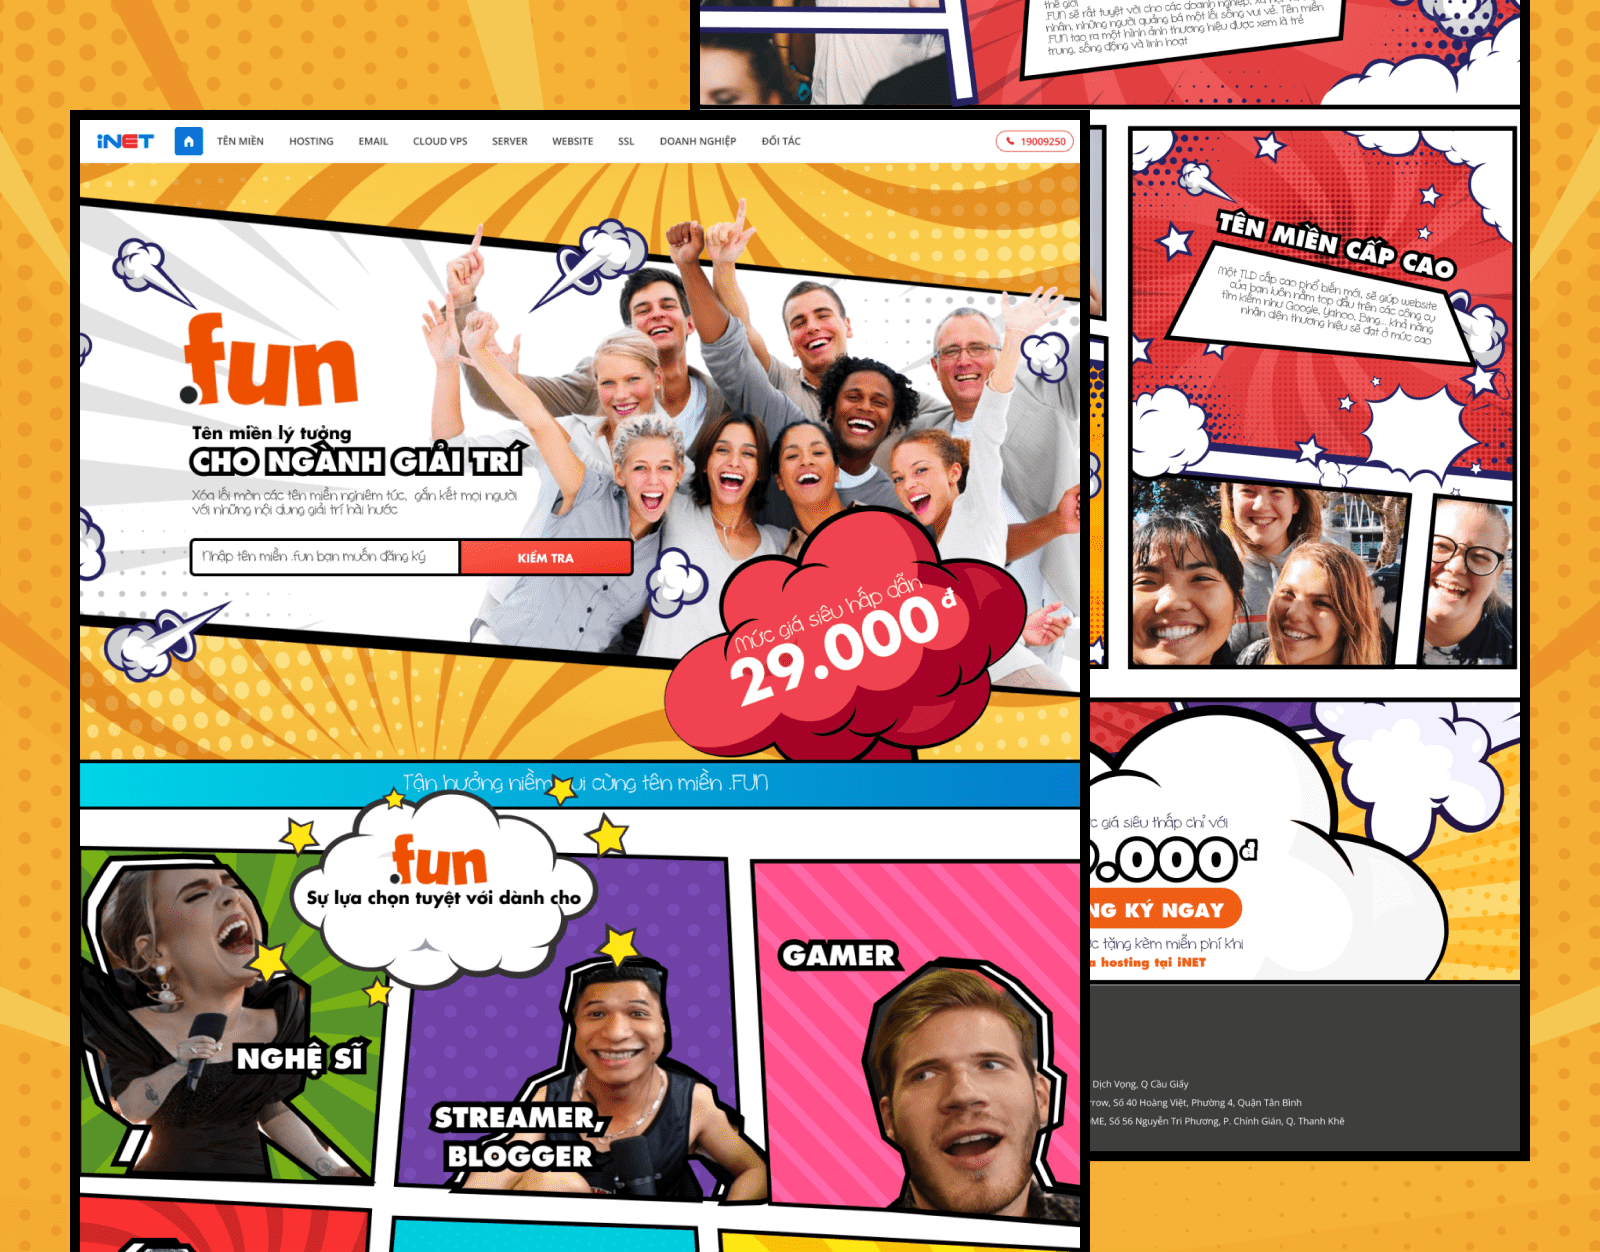 thế giới
.FUN sẽ rất tuyệt vời cho các doanh nghiệp, xã hội
nhân, những người quảng bá một lối sống vui vẻ. Tên miền
.FUN tạo ra một hình ảnh thương hiệu được xem là trẻ
trung, sống động và linh hoạt
iNET
TÊN MIỀN
HOSTING
EMAIL
CLOUD VPS
SERVER
WEBSITE
SSL
DOANH NGHIỆP
ĐỐI TÁC
19009250
.fun
Tên miền lý tưởng
CHO NGÀNH GIẢI TRÍ
Xóa lối mòn các tên miền nghiêm túc, gắn kết mọi người
với những nội dung giải trí hài hước
Nhập tên miền .fun bạn muốn đăng ký
KIỂM TRA
Mức giá siêu hấp dẫn
29.000đ
TÊN MIỀN CẤP CAO
Một TLD cấp cao phổ biến mới, sẽ giúp website
của bạn luôn nằm top đầu trên các công cụ
tìm kiếm như Google, Yahoo, Bing... khả năng
nhận diện thương hiệu sẽ đạt ở mức cao
Tận hưởng niềm ui cùng tên miền .FUN
.fun
Sự lựa chọn tuyệt vời dành cho
NGHỆ SĨ
STREAMER,
BLOGGER
GAMER
c giá siêu thấp chỉ với
.000đ
NG KÝ NGAY
c tặng kèm miễn phí khi
a hosting tại iNET
Dịch Vọng, Q Cầu Giấy
rrow, Số 40 Hoàng Việt, Phường 4, Quận Tân Bình
ME, Số 56 Nguyễn Tri Phương, P. Chính Gián, Q. Thanh Khê